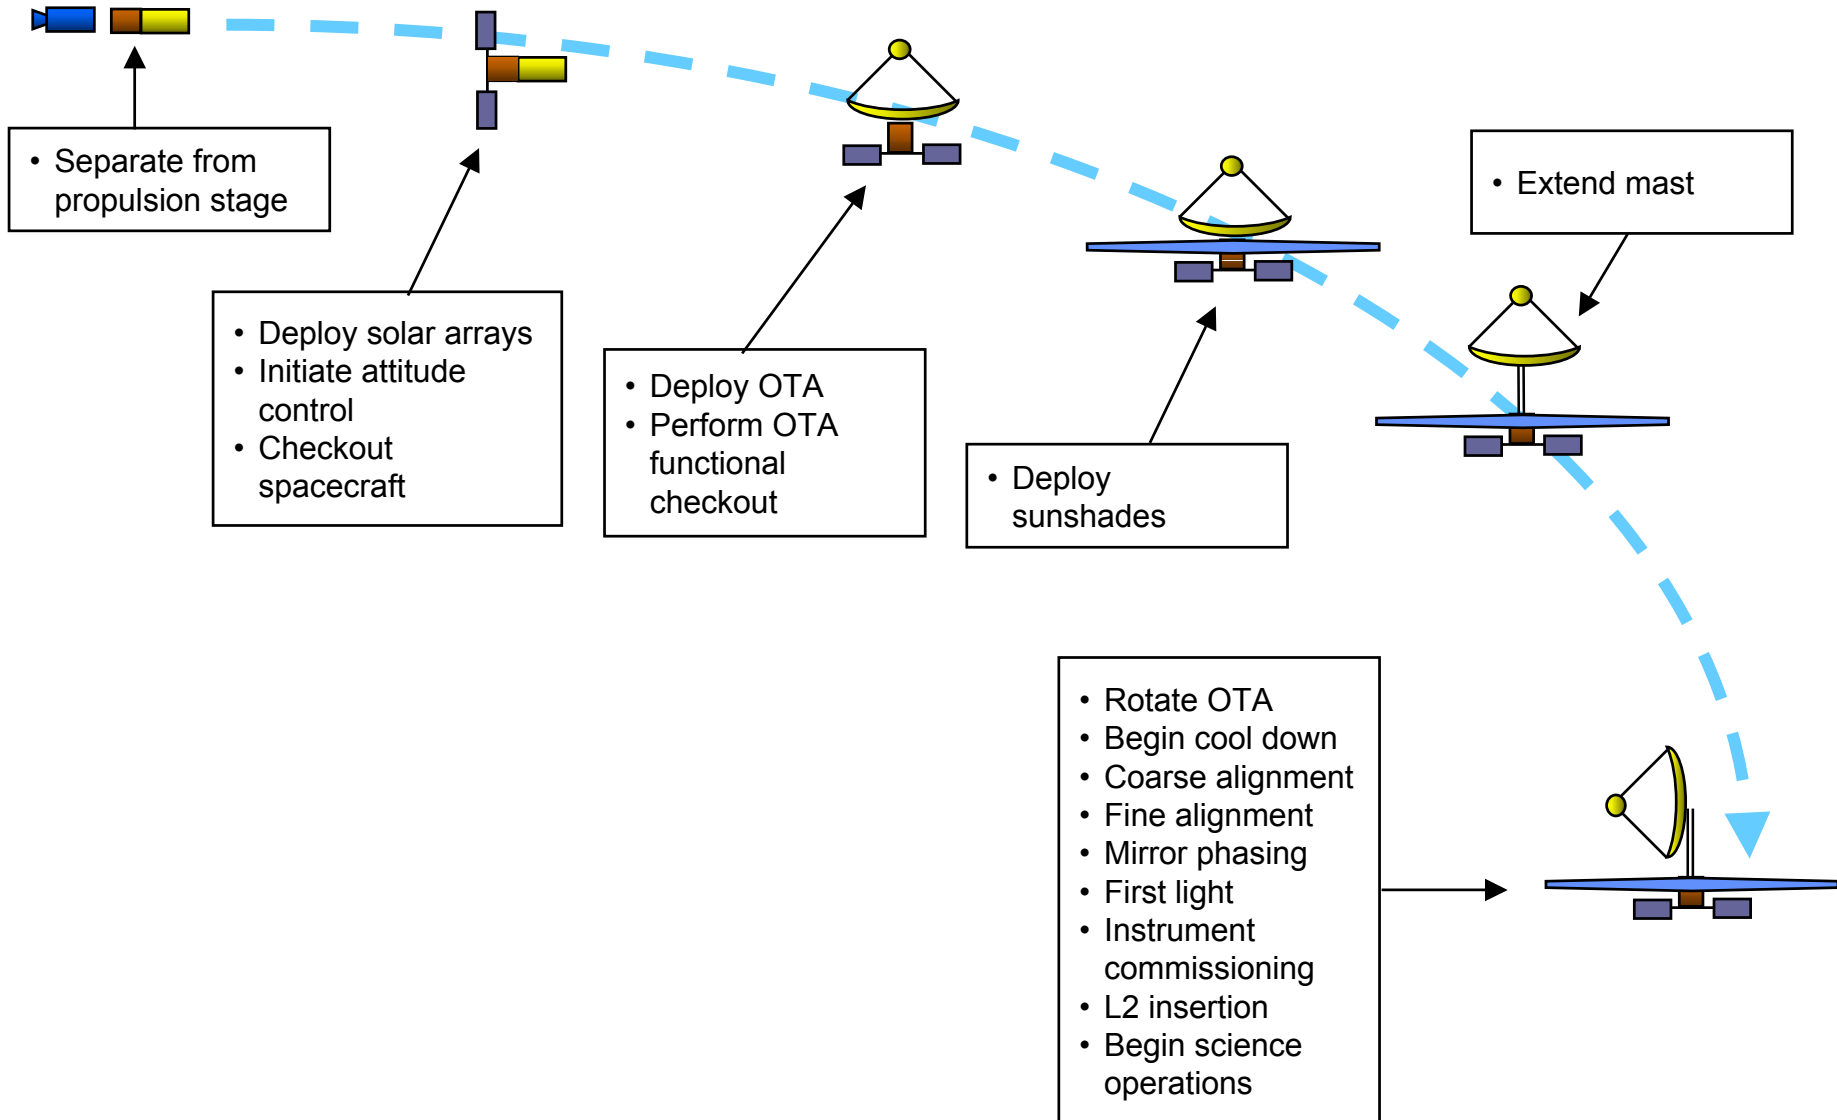 • Separate from
propulsion stage
• Deploy solar arrays
• Initiate attitude
control
• Checkout
spacecraft
• Deploy OTA
• Perform OTA
functional
checkout
• Deploy
sunshades
• Extend mast
• Rotate OTA
• Begin cool down
• Coarse alignment
• Fine alignment
• Mirror phasing
• First light
• Instrument
commissioning
• L2 insertion
• Begin science
operations